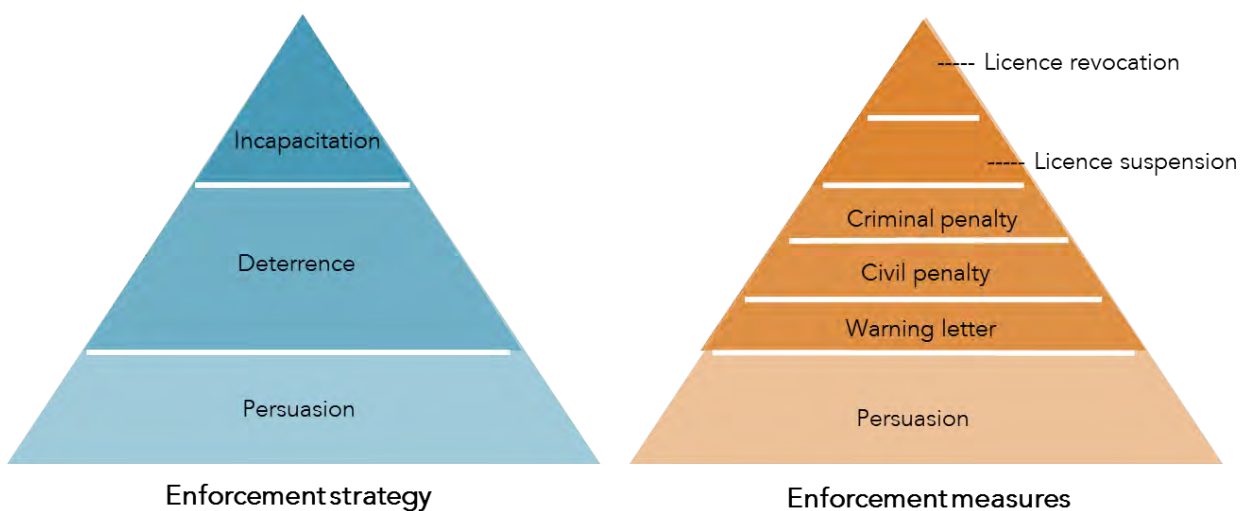 Incapacitation
Deterrence
Persuasion
Enforcement strategy
----- Licence revocation
----- Licence suspension
Criminal penalty
Civil penalty
Warning letter
Persuasion
Enforcement measures